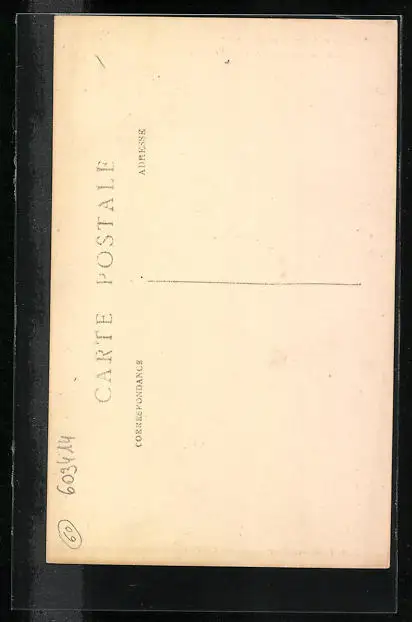 CARTE POSTALE
CORRESPONDANCE
ADRESSE
603414
60